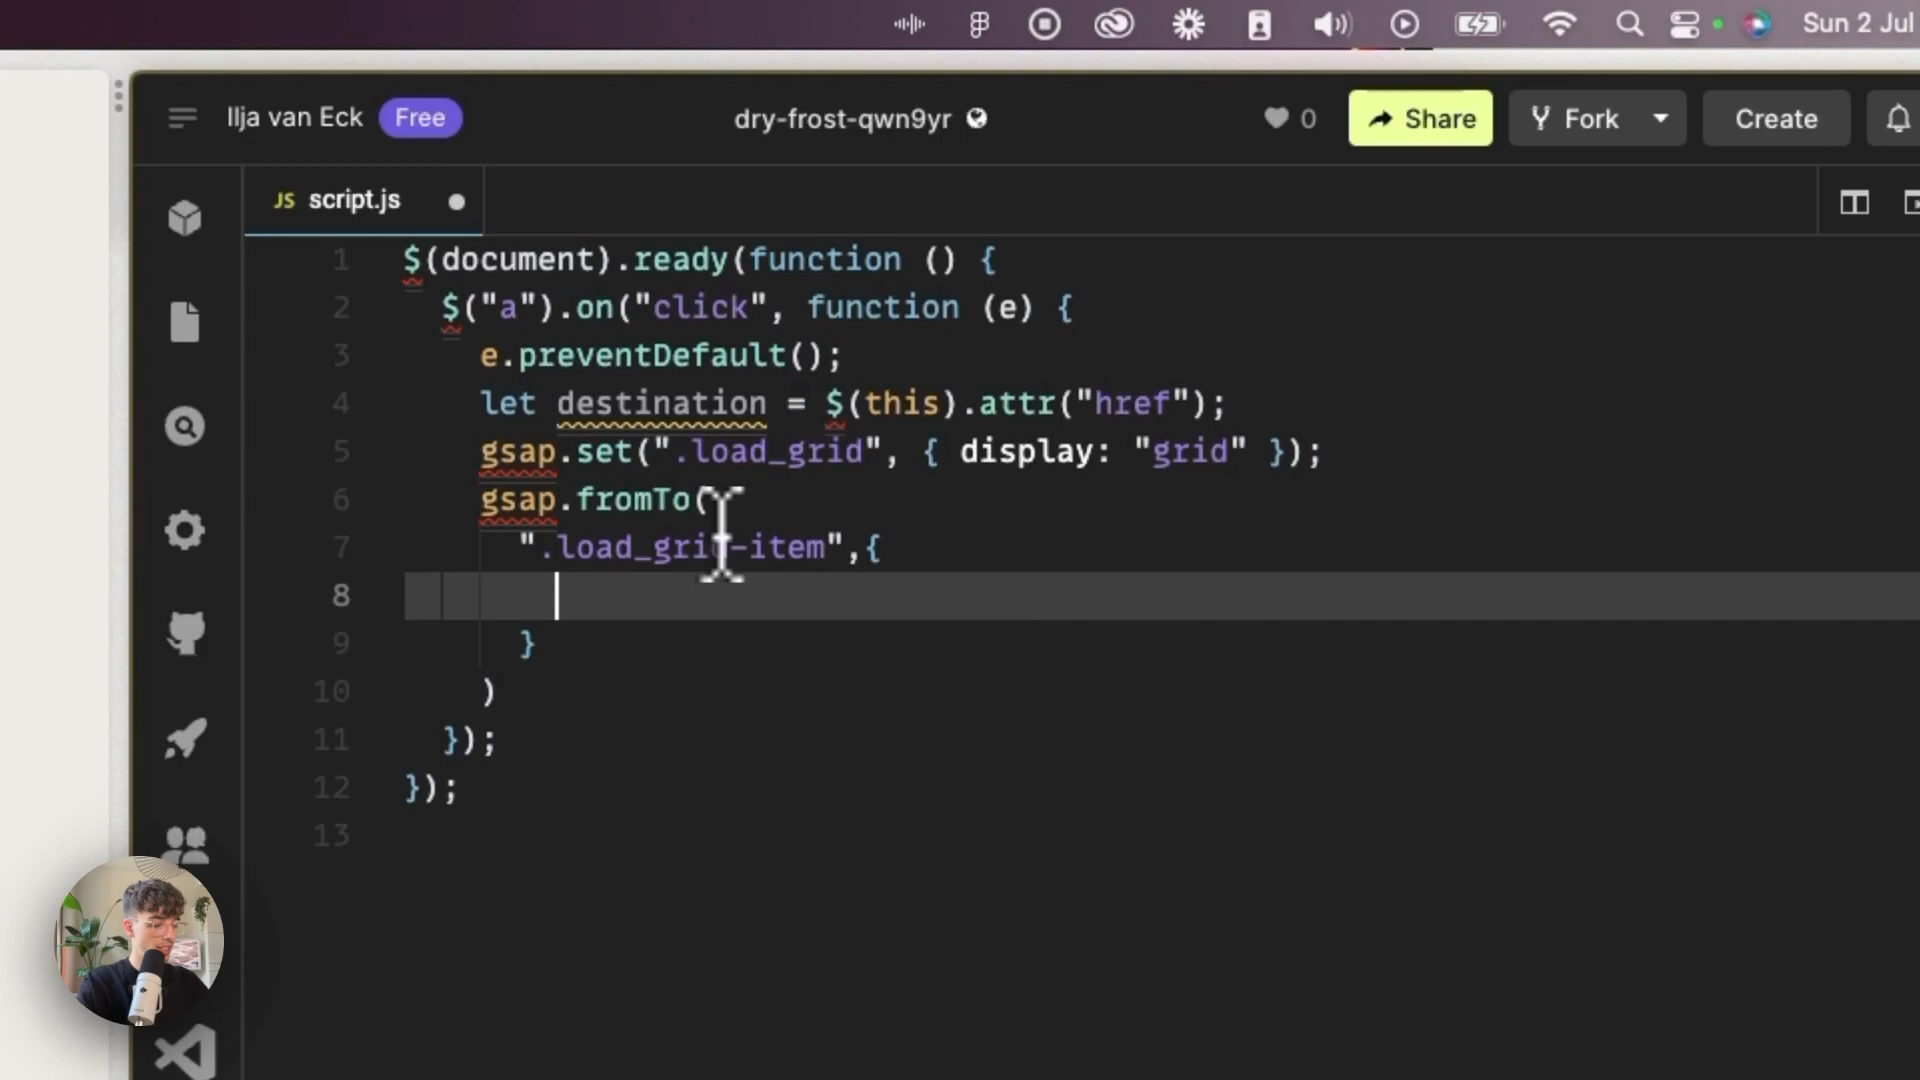 Sun 2 Jul
Ilja van Eck Free
dry-frost-qwn9yr
0
Share
Fork
Create
JS script.js
1 $(document).ready(function () {
2 $("a").on("click", function (e) {
3 e.preventDefault();
4 let destination = $(this).attr("href");
5 gsap.set(".load_grid", { display: "grid" });
6 gsap.fromTo(
7 ".load_grid-item",{
8
9 }
10 )
11 });
12 });
13